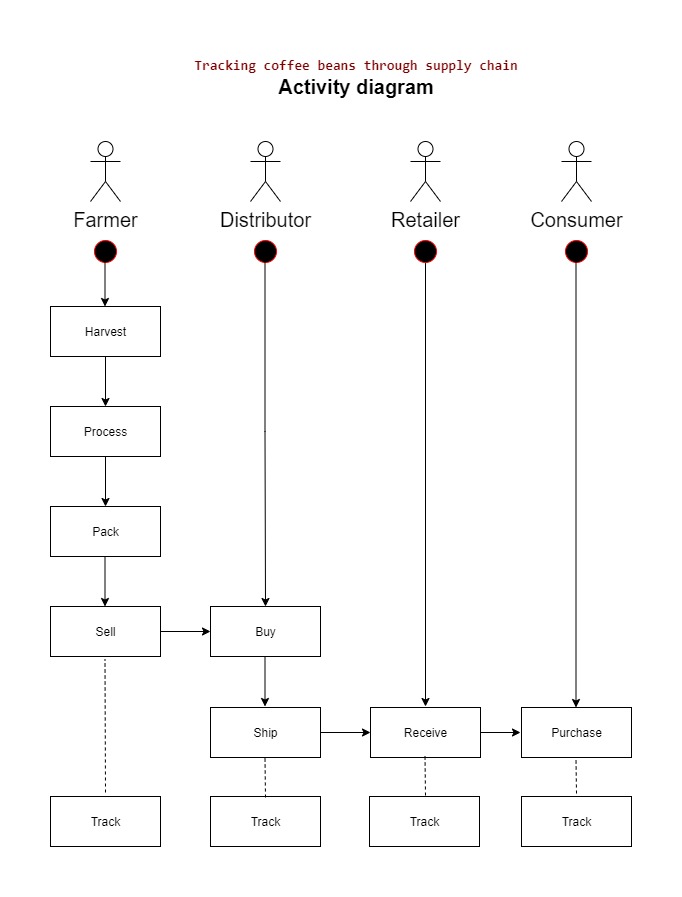 Tracking coffee beans through supply chain
Activity diagram
Farmer
Distributor
Retailer
Consumer
Harvest
Process
Pack
Sell
Buy
Ship
Receive
Purchase
Track
Track
Track
Track